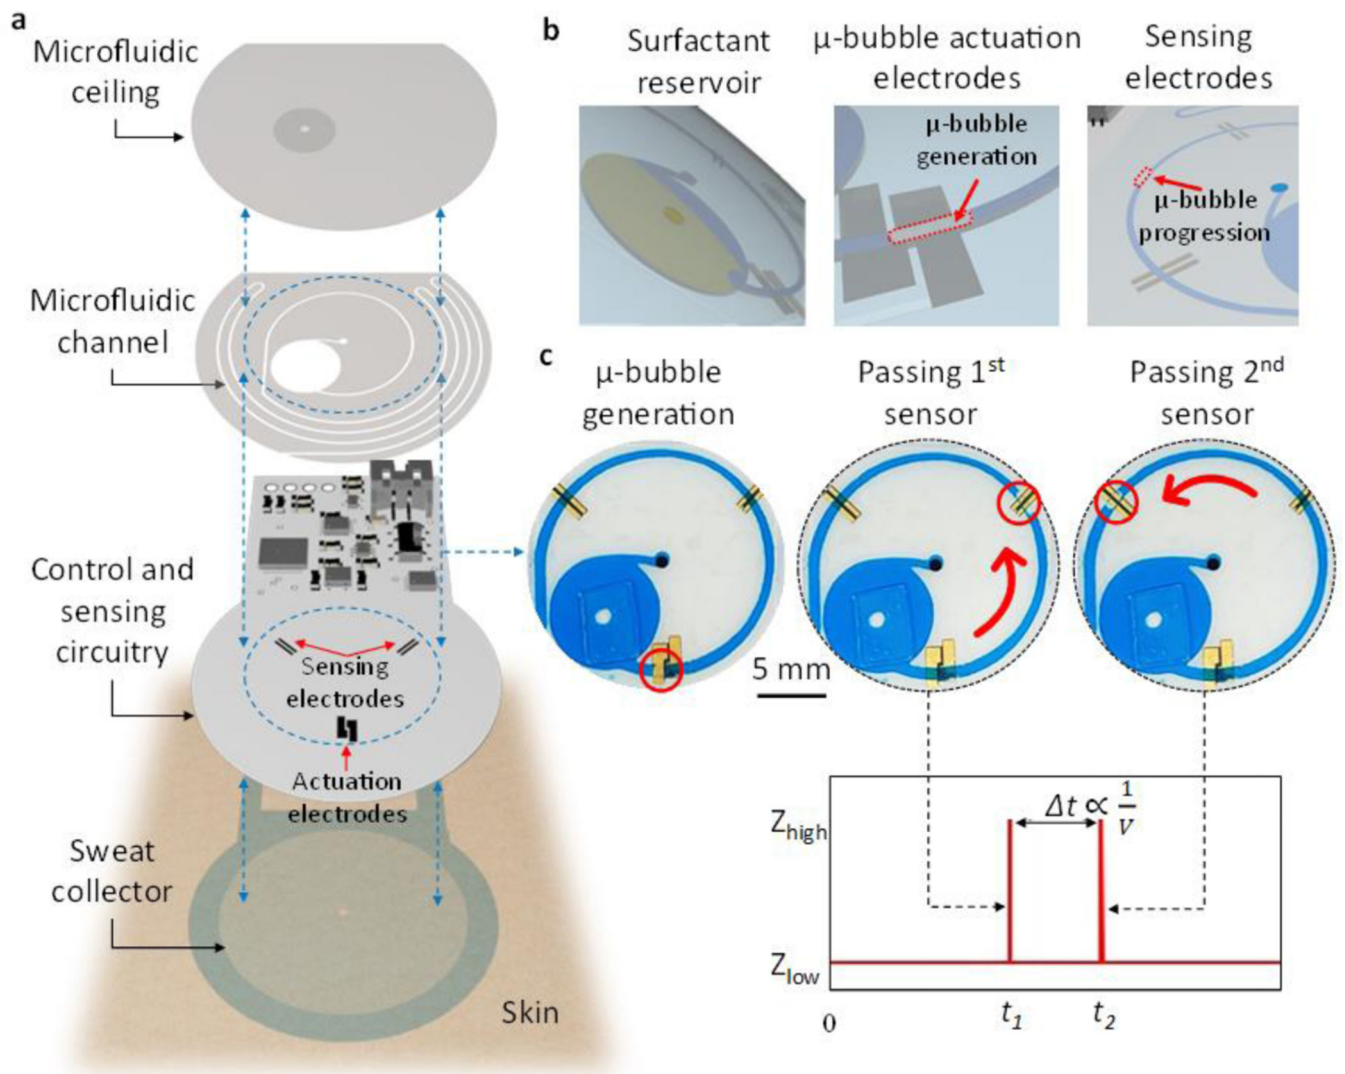 a
Microfluidic
ceiling
Microfluidic
channel
Control and
sensing
circuitry
Sensing
electrodes
Actuation
electrodes
Sweat
collector
Skin
b
Surfactant
reservoir
μ-bubble actuation
electrodes
Sensing
electrodes
μ-bubble
generation
μ-bubble
progression
c
μ-bubble
generation
Passing 1st
sensor
Passing 2nd
sensor
5 mm
Zhigh
Δt ∝ 1/V
Zlow
0
t1
t2